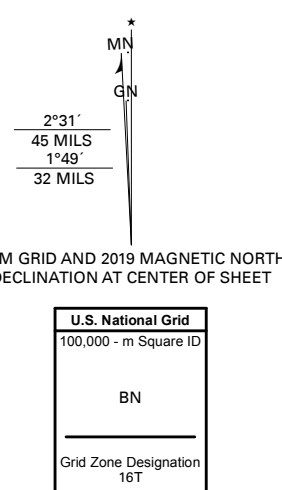 ★
MN
GN
2°31´
45 MILS
1°49´
32 MILS
M GRID AND 2019 MAGNETIC NORTH
DECLINATION AT CENTER OF SHEET
U.S. National Grid
100,000 - m Square ID
BN
Grid Zone Designation
16T